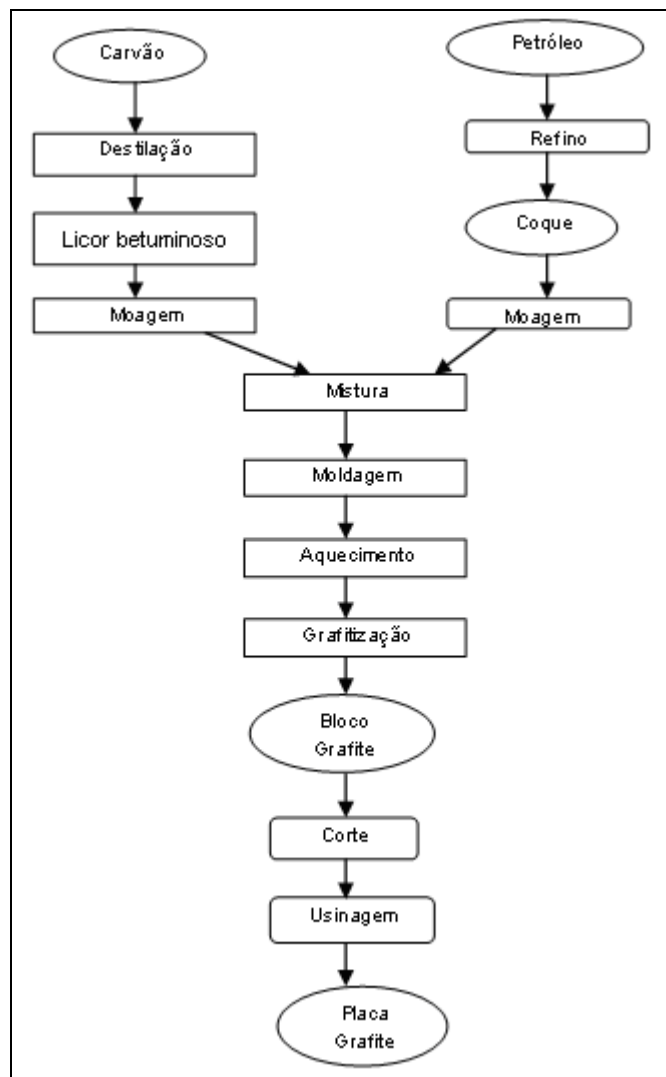 Carvão
Destilação
Licor betuminoso
Moagem
Petróleo
Refino
Coque
Moagem
Mistura
Moldagem
Aquecimento
Grafitização
Bloco
Grafite
Corte
Usinagem
Placa
Grafite